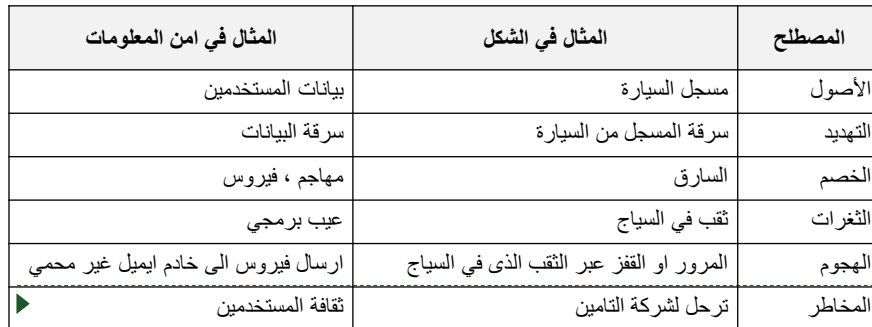 المصطلح المثال في الشكل المثال في امن المعلومات
الأصول مسجل السيارة بيانات المستخدمين
التهديد سرقة المسجل من السيارة سرقة البيانات
الخصم السارق مهاجم ، فيروس
الثغرات ثقب في السياج عيب برمجي
الهجوم المرور او القفز عبر الثقب الذى في السياج ارسال فيروس الى خادم ايميل غير محمي
المخاطر ترحل لشركة التامين ثقافة المستخدمين